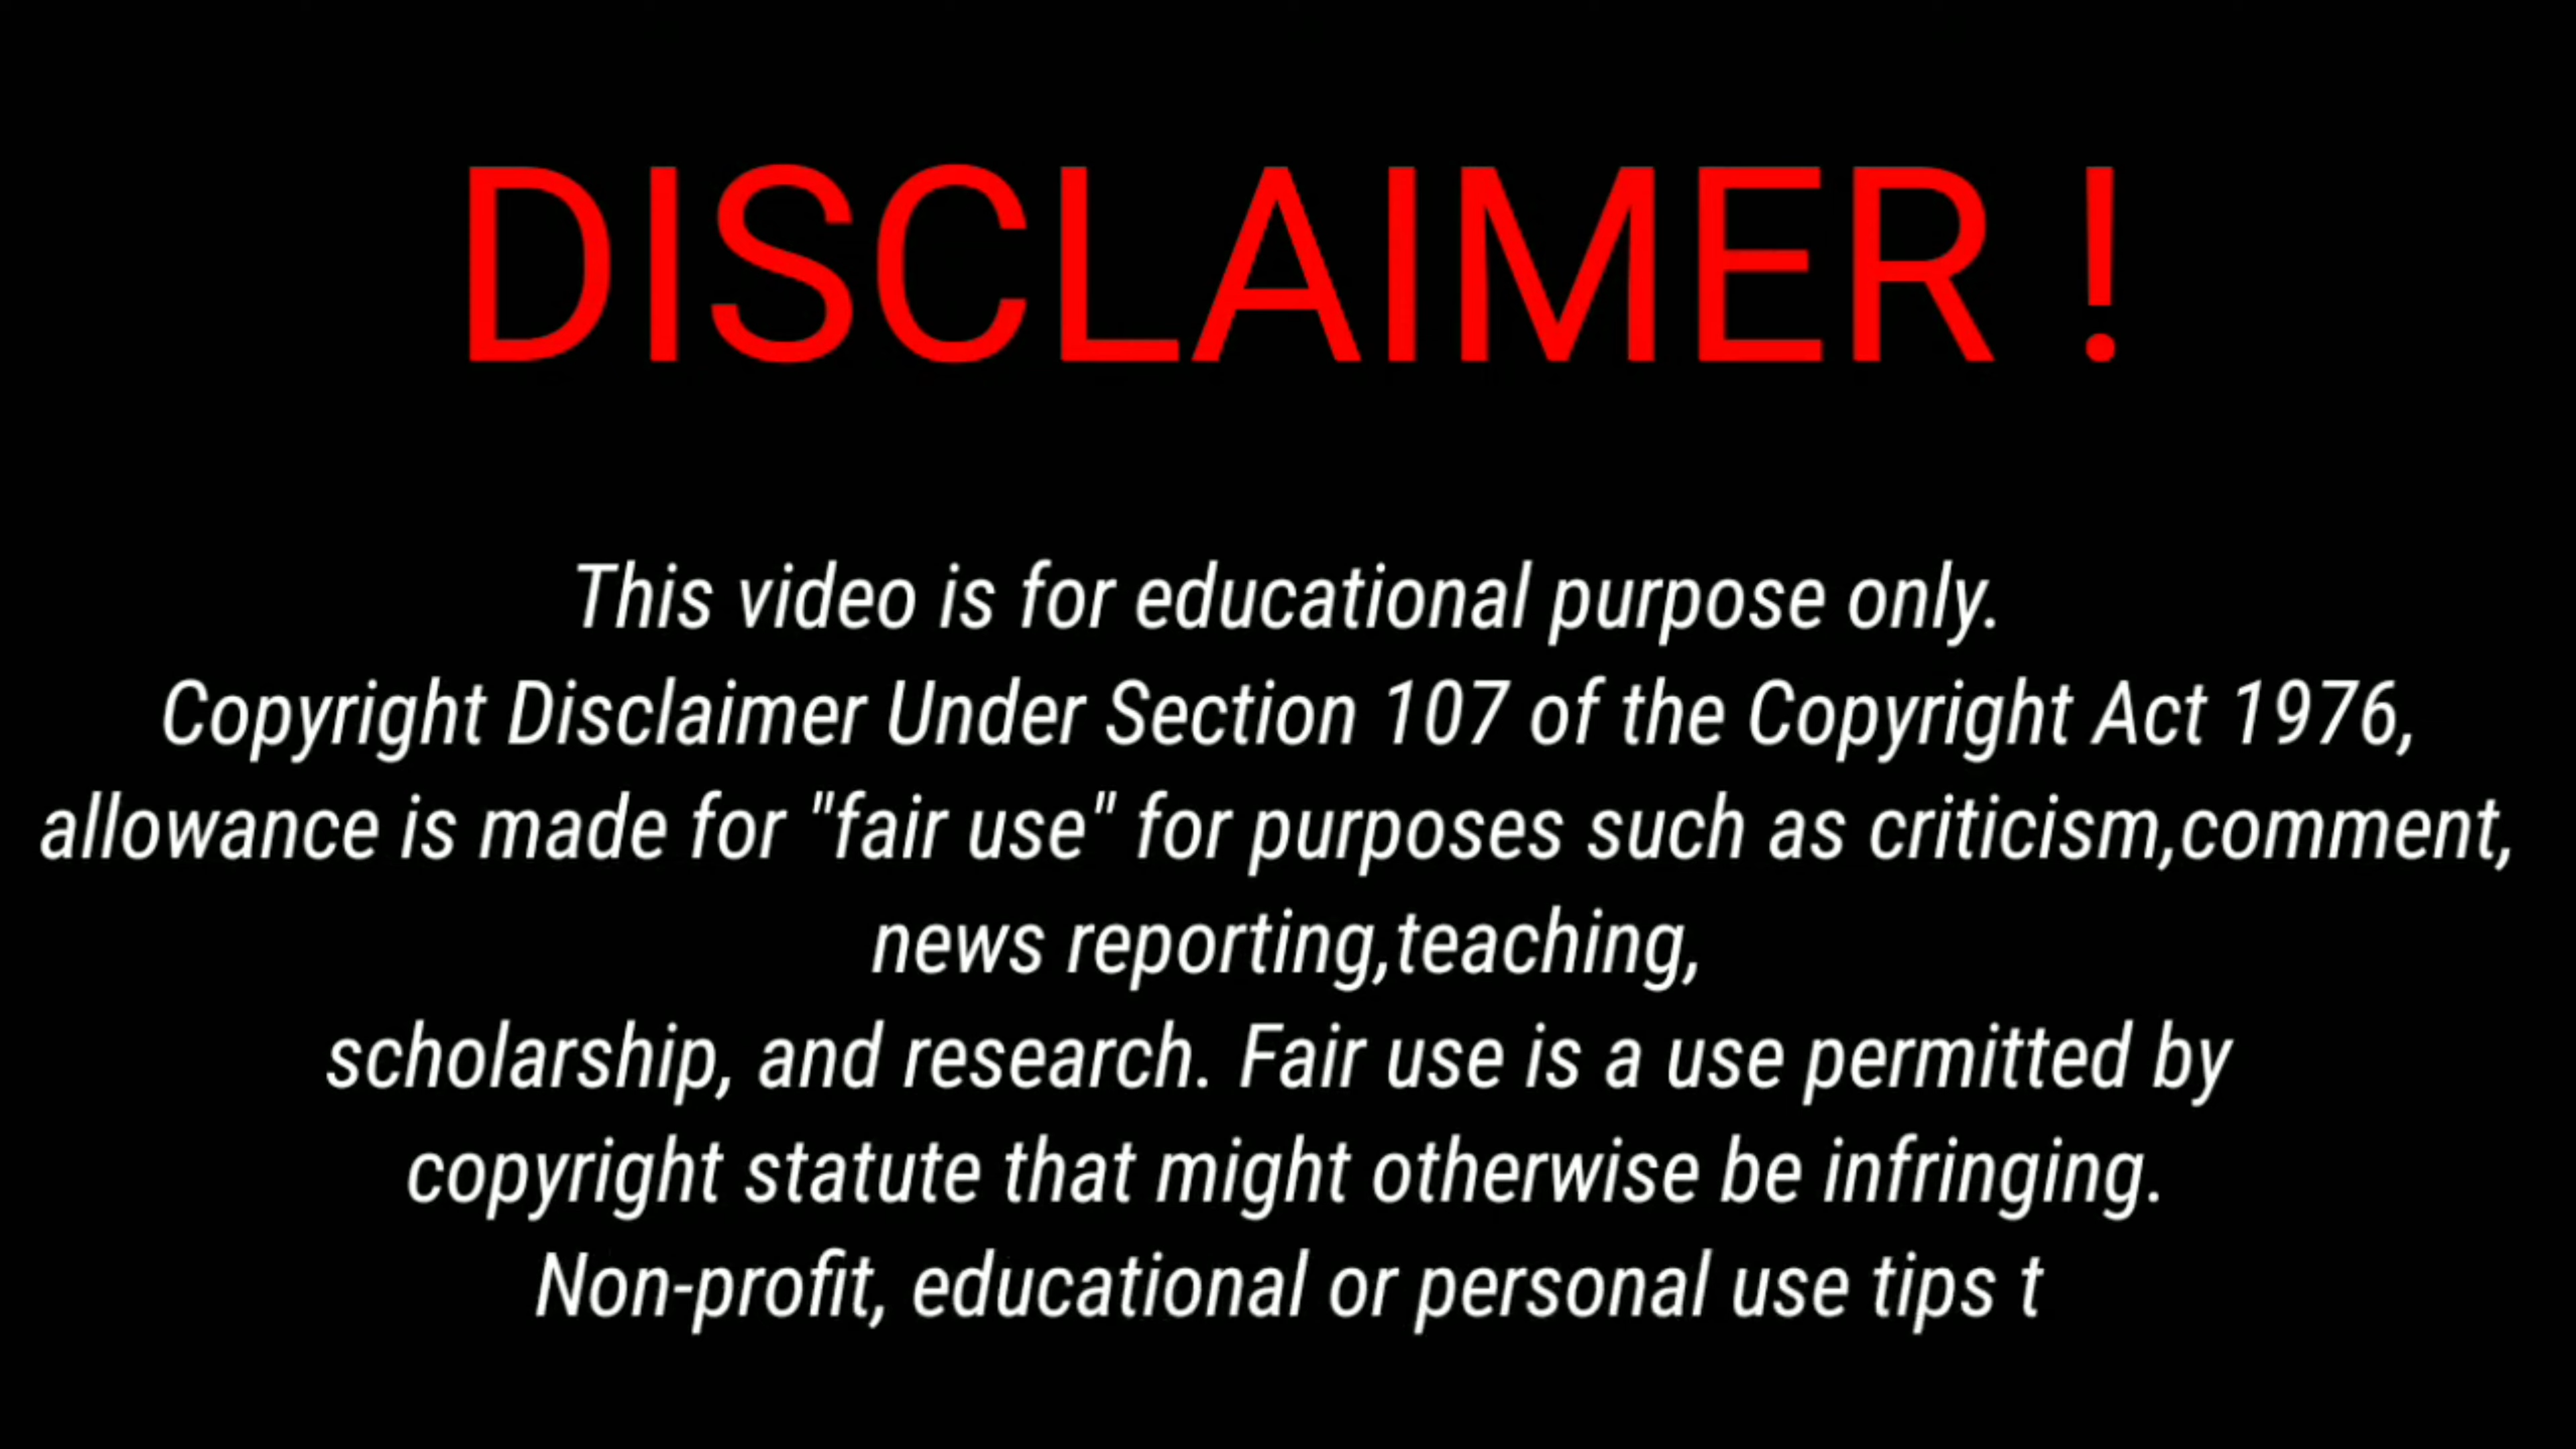 DISCLAIMER !
This video is for educational purpose only.
Copyright Disclaimer Under Section 107 of the Copyright Act 1976,
allowance is made for "fair use" for purposes such as criticism,comment,
news reporting,teaching,
scholarship, and research. Fair use is a use permitted by
copyright statute that might otherwise be infringing.
Non-profit, educational or personal use tips t